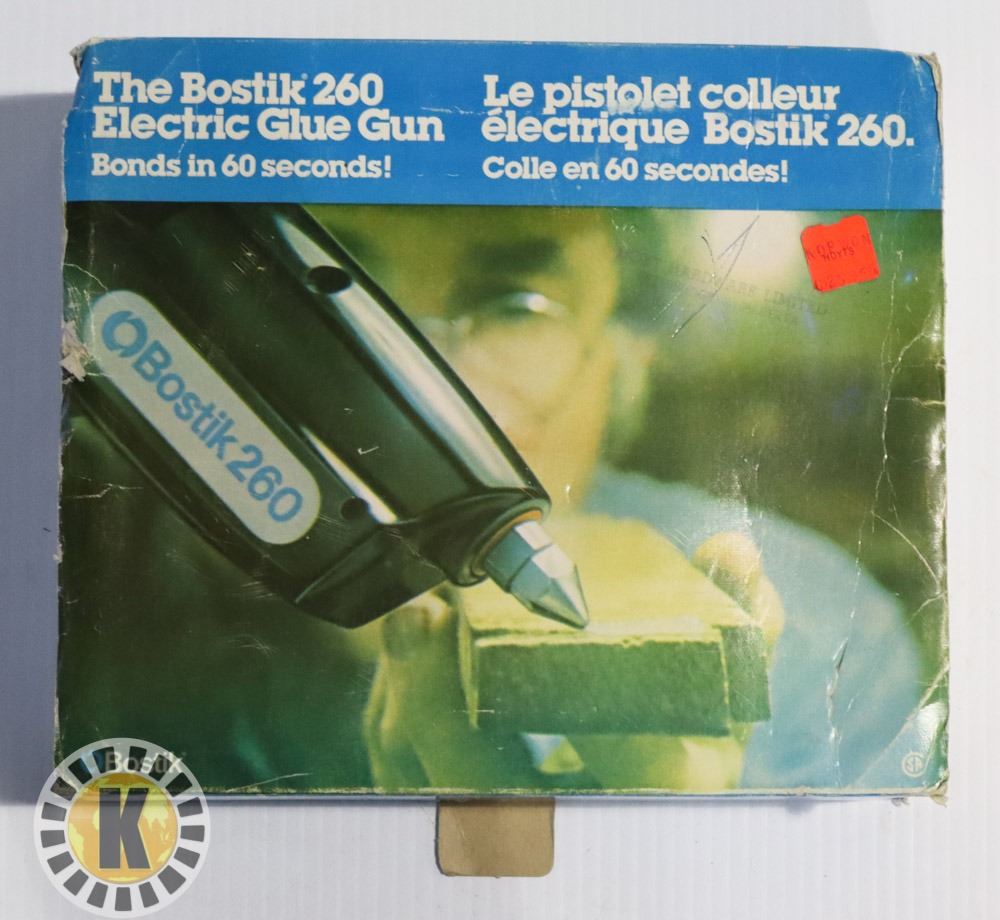 The Bostik 260
Electric Glue Gun
Bonds in 60 seconds!
Le pistolet colleur
électrique Bostik 260.
Colle en 60 secondes!
Bostik 260
Bostik
K